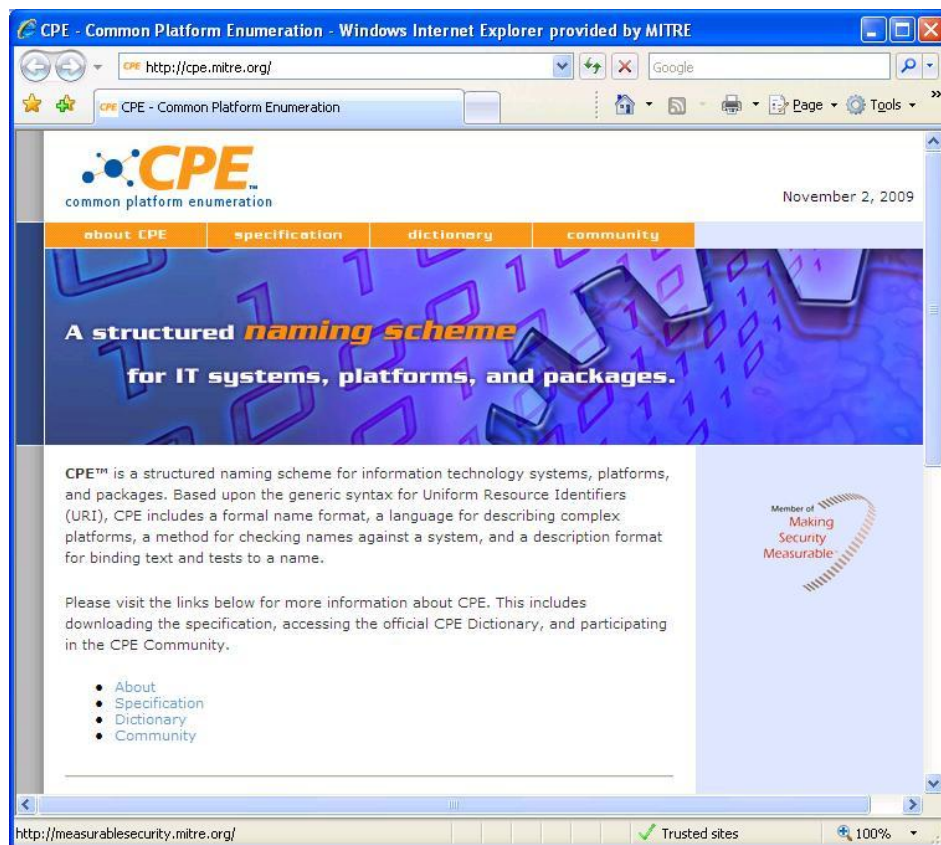 CPE - Common Platform Enumeration - Windows Internet Explorer provided by MITRE
CPE http://cpe.mitre.org/
Google
CPE CPE - Common Platform Enumeration
Page
Tools
»
CPE™
common platform enumeration
November 2, 2009
about CPE specification dictionary community
A structured naming scheme
for IT systems, platforms, and packages.
CPE™ is a structured naming scheme for information technology systems, platforms,
and packages. Based upon the generic syntax for Uniform Resource Identifiers
(URI), CPE includes a formal name format, a language for describing complex
platforms, a method for checking names against a system, and a description format
for binding text and tests to a name.
Please visit the links below for more information about CPE. This includes
downloading the specification, accessing the official CPE Dictionary, and participating
in the CPE Community.
• About
• Specification
• Dictionary
• Community
Member of
Making
Security
Measurable™
http://measurablesecurity.mitre.org/
Trusted sites
100%